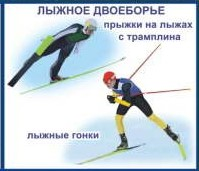 ЛЫЖНОЕ ДВОЕБОРЬЕ
прыжки на лыжах
с трамплина
лыжные гонки